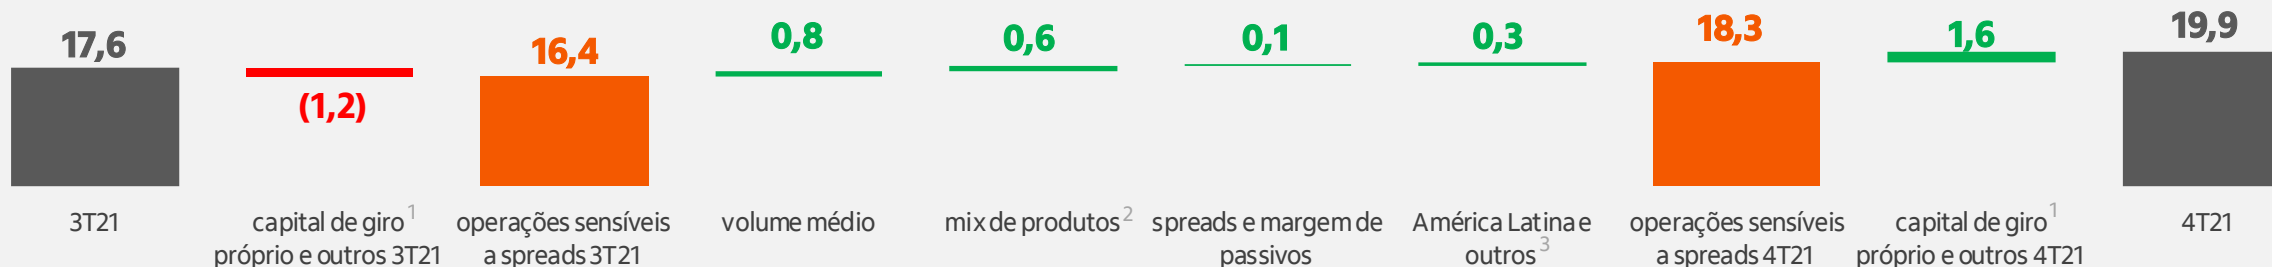 17,6
(1,2)
16,4
0,8
0,6
0,1
0,3
18,3
1,6
19,9
3T21
capital de giro 1
próprio e outros 3T21
operações sensíveis
a spreads 3T21
volume médio
mix de produtos 2
spreads e margem de
passivos
América Latina e
outros 3
operações sensíveis
a spreads 4T21
capital de giro 1
próprio e outros 4T21
4T21